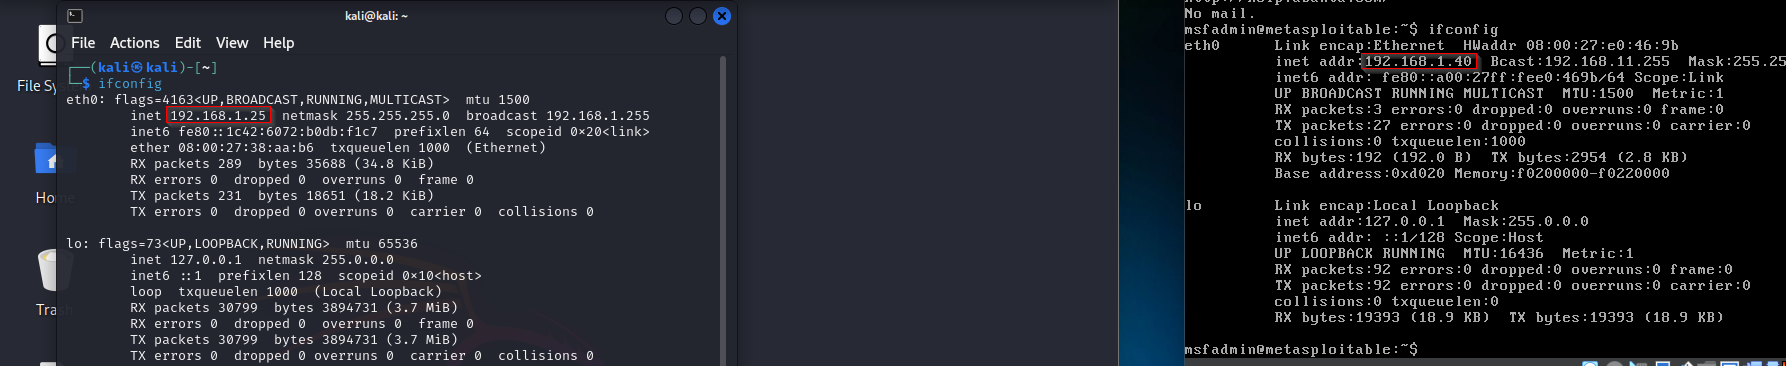 kali@kali: ~
File Actions Edit View Help
┌──(kali㉿kali)-[~]
└─$ ifconfig
eth0: flags=4163<UP,BROADCAST,RUNNING,MULTICAST> mtu 1500
inet 192.168.1.25 netmask 255.255.255.0 broadcast 192.168.1.255
inet6 fe80::1c42:6072:b0db:f1c7 prefixlen 64 scopeid 0×20<link>
ether 08:00:27:38:aa:b6 txqueuelen 1000 (Ethernet)
RX packets 289 bytes 35688 (34.8 KiB)
RX errors 0 dropped 0 overruns 0 frame 0
TX packets 231 bytes 18651 (18.2 KiB)
TX errors 0 dropped 0 overruns 0 carrier 0 collisions 0
lo: flags=73<UP,LOOPBACK,RUNNING> mtu 65536
inet 127.0.0.1 netmask 255.0.0.0
inet6 ::1 prefixlen 128 scopeid 0×10<host>
loop txqueuelen 1000 (Local Loopback)
RX packets 30799 bytes 3894731 (3.7 MiB)
RX errors 0 dropped 0 overruns 0 frame 0
TX packets 30799 bytes 3894731 (3.7 MiB)
TX errors 0 dropped 0 overruns 0 carrier 0 collisions 0
File Sys
Hom
Tras
No mail.
msfadmin@metasploitable:~$ ifconfig
eth0 Link encap:Ethernet HWaddr 08:00:27:e0:46:9b
inet addr:192.168.1.40 Bcast:192.168.11.255 Mask:255.25
inet6 addr: fe80::a00:27ff:fee0:469b/64 Scope:Link
UP BROADCAST RUNNING MULTICAST MTU:1500 Metric:1
RX packets:3 errors:0 dropped:0 overruns:0 frame:0
TX packets:27 errors:0 dropped:0 overruns:0 carrier:0
collisions:0 txqueuelen:1000
RX bytes:192 (192.0 B) TX bytes:2954 (2.8 KB)
Base address:0xd020 Memory:f0200000-f0220000
lo Link encap:Local Loopback
inet addr:127.0.0.1 Mask:255.0.0.0
inet6 addr: ::1/128 Scope:Host
UP LOOPBACK RUNNING MTU:16436 Metric:1
RX packets:92 errors:0 dropped:0 overruns:0 frame:0
TX packets:92 errors:0 dropped:0 overruns:0 carrier:0
collisions:0 txqueuelen:0
RX bytes:19393 (18.9 KB) TX bytes:19393 (18.9 KB)
msfadmin@metasploitable:~$